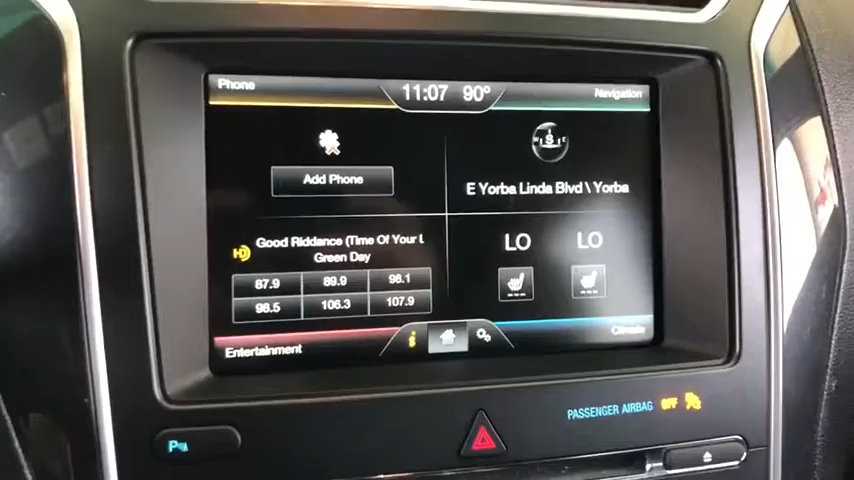 Phone
11:07 90°
Navigation
W S E
Add Phone
E Yorba Linda Blvd \ Yorba
HD
Good Riddance (Time Of Your L
Green Day
LO LO
87.9 89.9 98.1
98.5 106.3 107.9
Entertainment
i
Climate
PASSENGER AIRBAG OFF
P